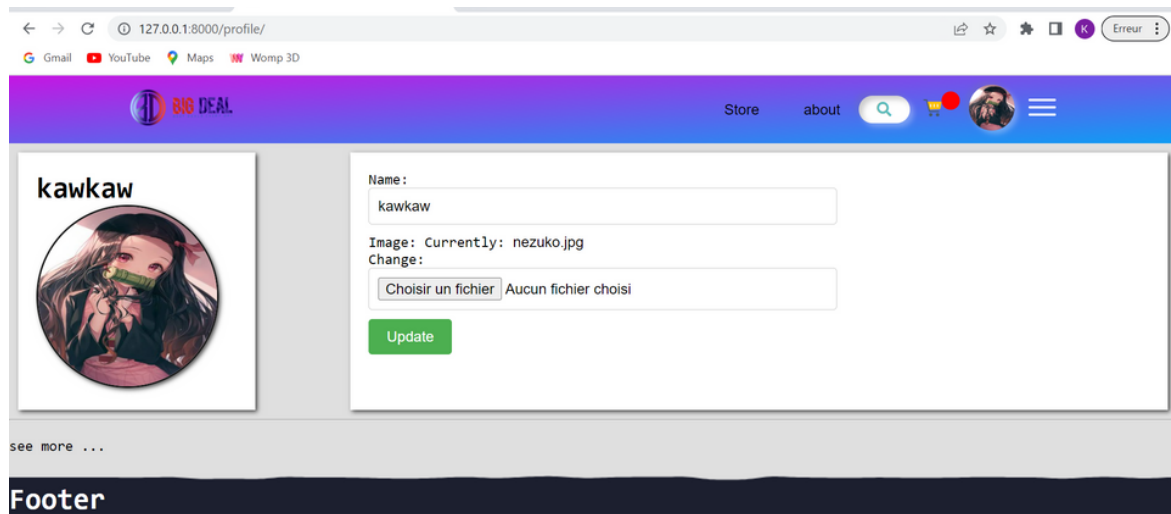 127.0.0.1:8000/profile/
K Erreur
Gmail YouTube Maps Womp 3D
BIG DEAL Store about
kawkaw
Name:
kawkaw
Image: Currently: nezuko.jpg
Change:
Choisir un fichier Aucun fichier choisi
Update
see more ...
Footer